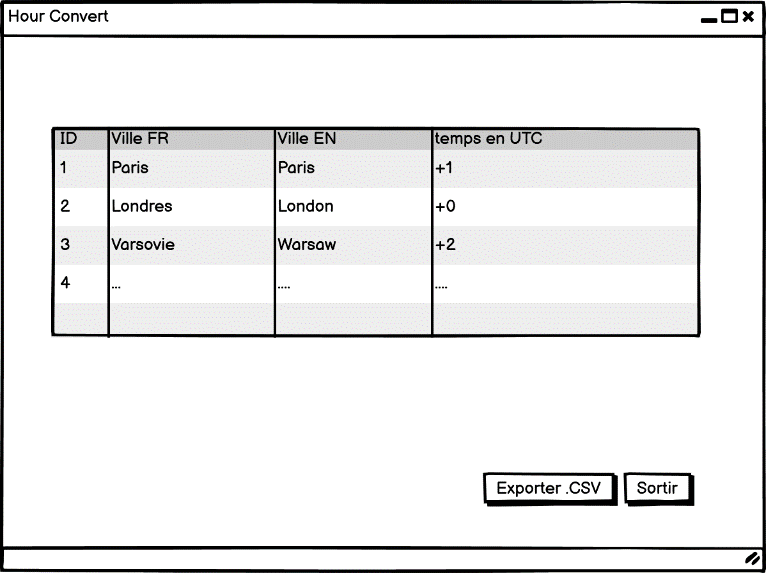 Hour Convert
ID Ville FR Ville EN temps en UTC
1 Paris Paris +1
2 Londres London +0
3 Varsovie Warsaw +2
4 ... .... ....
Exporter .CSV Sortir